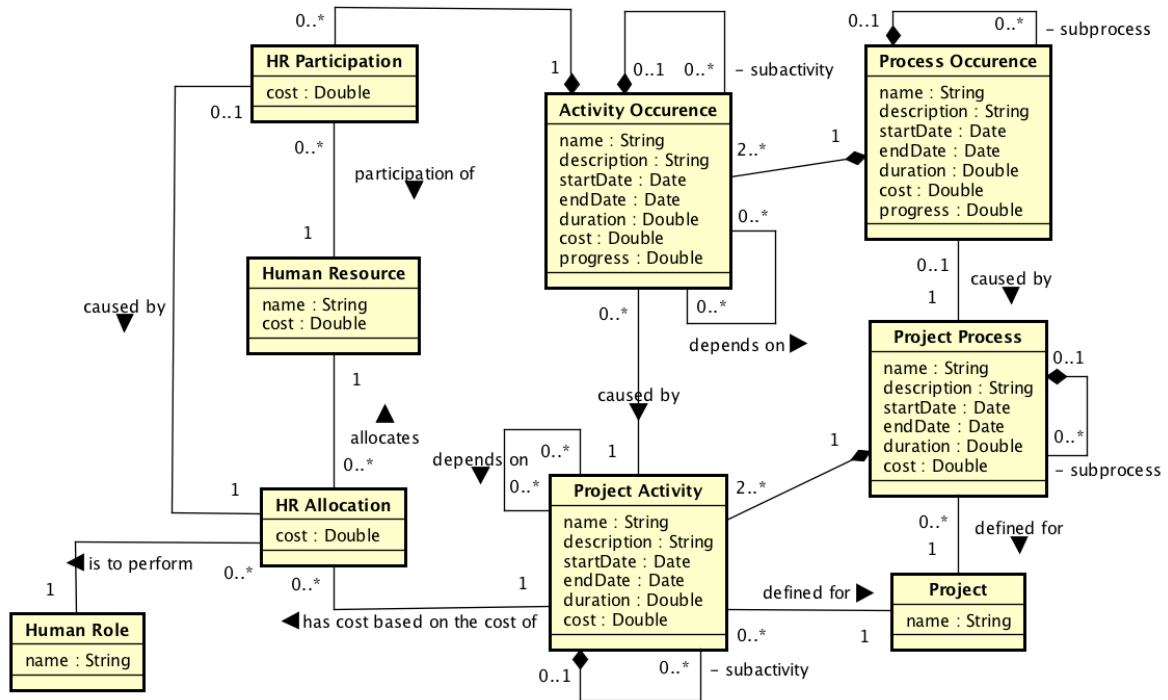 0..*
1
0..1
0..*
– subactivity
0..1
0..*
– subprocess
HR Participation
cost : Double
0..1
0..*
participation of
1
Activity Occurence
name : String
description : String
startDate : Date
endDate : Date
duration : Double
cost : Double
progress : Double
2..*
1
0..*
0..*
depends on
0..*
Process Occurence
name : String
description : String
startDate : Date
endDate : Date
duration : Double
cost : Double
progress : Double
0..1
caused by
1
Human Resource
name : String
cost : Double
caused by
1
allocates
0..*
1
caused by
1
Project Process
name : String
description : String
startDate : Date
endDate : Date
duration : Double
cost : Double
0..1
0..*
– subprocess
1
2..*
depends on
0..*
0..*
HR Allocation
cost : Double
is to perform
0..*
1
0..*
1
has cost based on the cost of
Human Role
name : String
Project Activity
name : String
description : String
startDate : Date
endDate : Date
duration : Double
cost : Double
0..*
defined for
1
defined for
0..*
1
Project
name : String
0..1
0..*
– subactivity